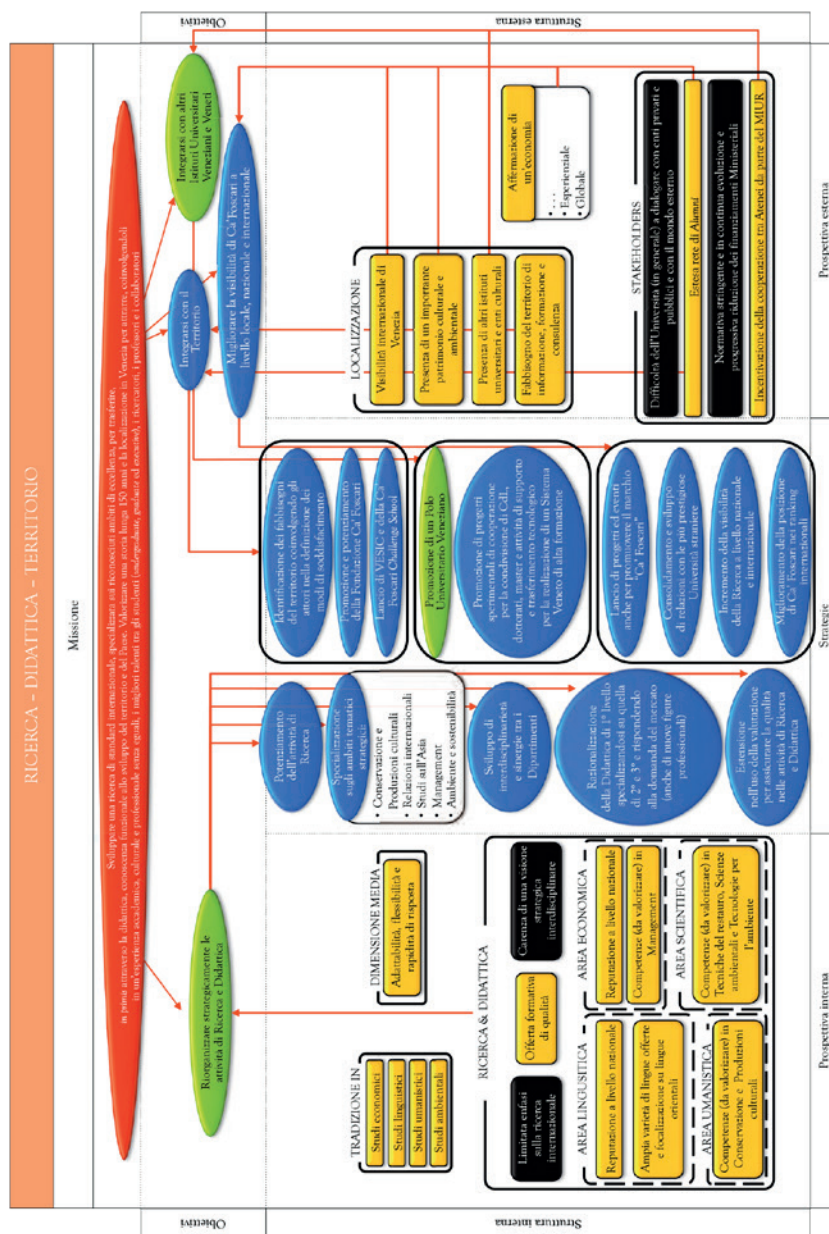 RICERCA – DIDATTICA – TERRITORIO
Missione
Sviluppare una ricerca di standard internazionale, specializzata sui riconosciuti ambiti di eccellenza, per trasferire,
in primis attraverso la didattica, conoscenza funzionale allo sviluppo del territorio e del Paese. Valorizzare una storia lunga 150 anni e la localizzazione in Venezia per attrarre, coinvolgendoli
in un'esperienza accademica, culturale e professionale senza eguali, i migliori talenti tra gli studenti (undergraduate, graduate ed executive), i ricercatori, i professori e i collaboratori
Obiettivi
Riorganizzare strategicamente le
attività di Ricerca e Didattica
Integrarsi con il
Territorio
Integrarsi con altri
Istituti Universitari
Veneziani e Veneti
Migliorare la visibilità di Ca' Foscari a
livello locale, nazionale e internazionale
Obiettivi
Struttura interna
TRADIZIONE IN
Studi economici
Studi linguistici
Studi umanistici
Studi ambientali
DIMENSIONE MEDIA
Adattabilità, flessibilità e
rapidità di risposta
RICERCA & DIDATTICA
Limitata enfasi
sulla ricerca
internazionale
Offerta formativa
di qualità
Carenza di una visione
strategica
interdisciplinare
AREA LINGUSITICA
Reputazione a livello nazionale
Ampia varietà di lingue offerte
e focalizzazione su lingue
orientali
AREA ECONOMICA
Reputazione a livello nazionale
Competenze (da valorizzare) in
Management
AREA UMANISTICA
Competenze (da valorizzare) in
Conservazione e Produzioni
culturali
AREA SCIENTIFICA
Competenze (da valorizzare) in
Tecniche del restauro, Scienze
ambientali e Tecnologie per
l'ambiente
Potenziamento
dell'attività di
Ricerca
Specializzazione
sugli ambiti tematici
strategici
• Conservazione e
Produzioni culturali
• Relazioni internazionali
• Studi sull'Asia
• Management
• Ambiente e sostenibilità
Sviluppo di
interdisciplinarietà
e sinergie tra i
Dipartimenti
Razionalizzazione
della Didattica di 1° livello
specializzandosi su quella
di 2° e 3° e rispondendo
alla domanda del mercato
(anche di nuove figure
professionali)
Estensione
nell'uso della valutazione
per assicurare la qualità
nelle attività di Ricerca
e Didattica
Identificazione dei fabbisogni
del territorio coinvolgendo gli
attori nella definizione dei
modi di soddisfacimento
Promozione e potenziamento
della Fondazione Ca' Foscari
Lancio di VESIC e della Ca'
Foscari Challenge School
Promozione di un Polo
Universitario Veneziano
Promozione di progetti
sperimentali di cooperazione
per la condivisione di CdL,
dottorati, master e attività di supporto
e trasferimento tecnologico
per la realizzazione di un Sistema
Veneto di alta formazione
Lancio di progetti ed eventi
anche per promuovere il marchio
"Ca' Foscari"
Consolidamento e sviluppo
di relazioni con le più prestigiose
Università straniere
Incremento della visibilità
della Ricerca a livello nazionale
e internazionale
Miglioramento della posizione
di Ca' Foscari nei ranking
internazionali
LOCALIZZAZIONE
Visibilità internazionale di
Venezia
Presenza di un importante
patrimonio culturale e
ambientale
Presenza di altri istituti
universitari e enti culturali
Fabbisogno del territorio di
informazione, formazione e
consulenza
Affermazione di
un'economia
• …
• Esperienziale
• Globale
STAKEHOLDERS
Difficoltà dell'Università (in generale) a dialogare con enti privati e
pubblici e con il mondo esterno
Estesa rete di Alumni
Normativa stringente e in continua evoluzione e
progressiva riduzione dei finanziamenti Ministeriali
Incentivazione della cooperazione tra Atenei da parte del MIUR
Struttura esterna
Prospettiva interna
Strategie
Prospettiva esterna